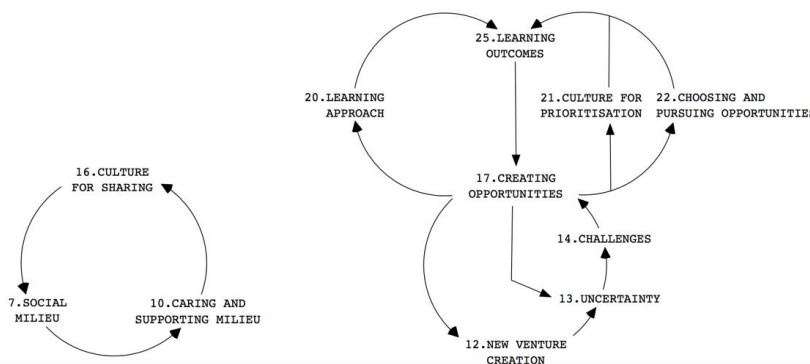 25.LEARNING
OUTCOMES
20.LEARNING
APPROACH
21.CULTURE FOR
PRIORITISATION
22.CHOOSING AND
PURSUING OPPORTUNITIES
16.CULTURE
FOR SHARING
17.CREATING
OPPORTUNITIES
14.CHALLENGES
7.SOCIAL
MILIEU
10.CARING AND
SUPPORTING MILIEU
13.UNCERTAINTY
12.NEW VENTURE
CREATION